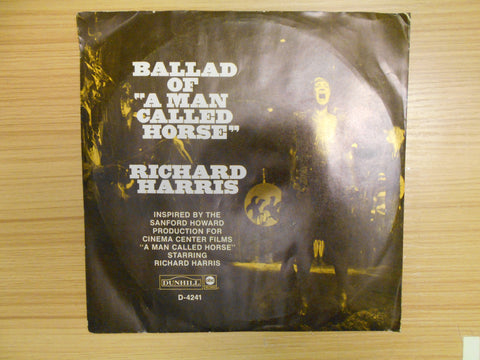 BALLAD
OF
"A MAN
CALLED
HORSE"
RICHARD
HARRIS
INSPIRED BY THE
SANFORD HOWARD
PRODUCTION FOR
CINEMA CENTER FILMS
"A MAN CALLED HORSE"
STARRING
RICHARD HARRIS
DUNHILL abc
D-4241